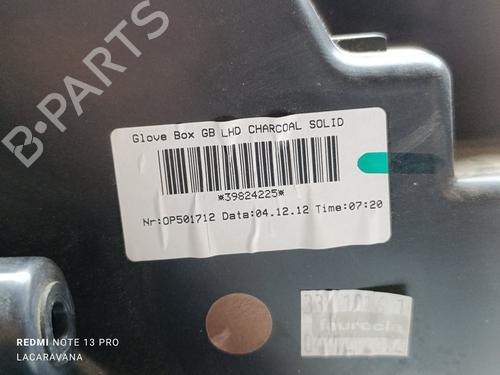 Glove Box GB LHD CHARCOAL SOLID
*39824225*
Nr:OP501712 Data:04.12.12 Time:07:20
faurecia
B-PARTS
REDMI NOTE 13 PRO
LACARAVANA